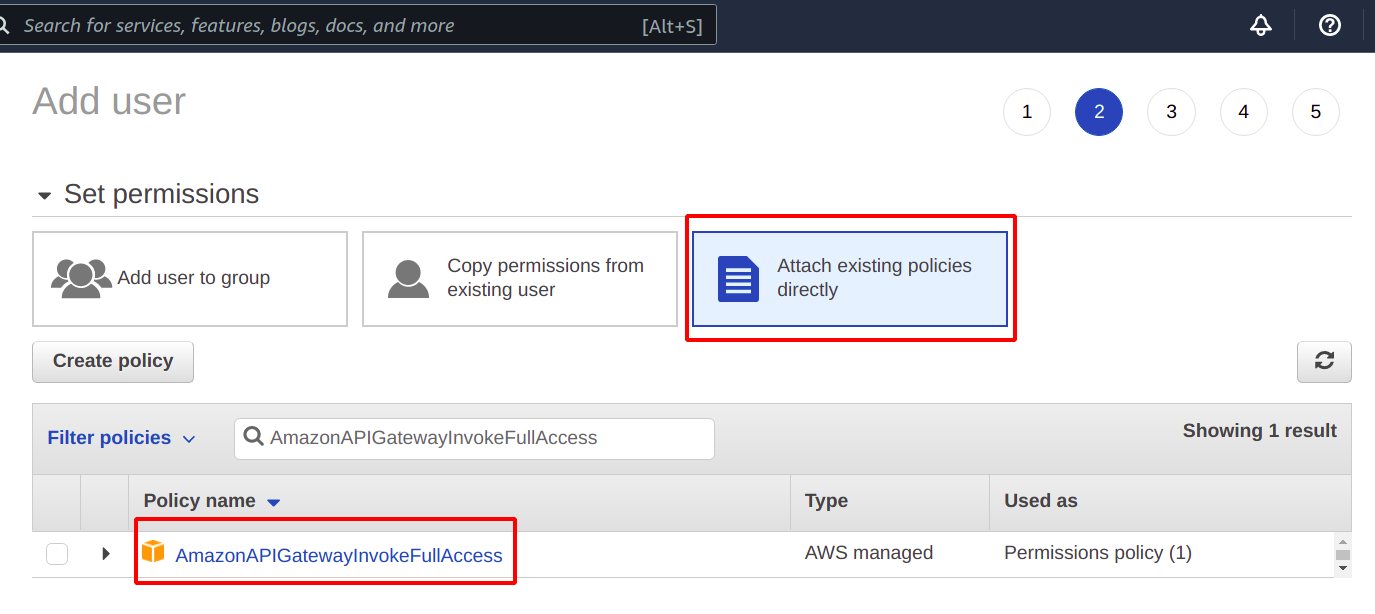 Search for services, features, blogs, docs, and more [Alt+S]
Add user
1 2 3 4 5
Set permissions
Add user to group
Copy permissions from
existing user
Attach existing policies
directly
Create policy
Filter policies
AmazonAPIGatewayInvokeFullAccess
Showing 1 result
Policy name Type Used as
AmazonAPIGatewayInvokeFullAccess AWS managed Permissions policy (1)